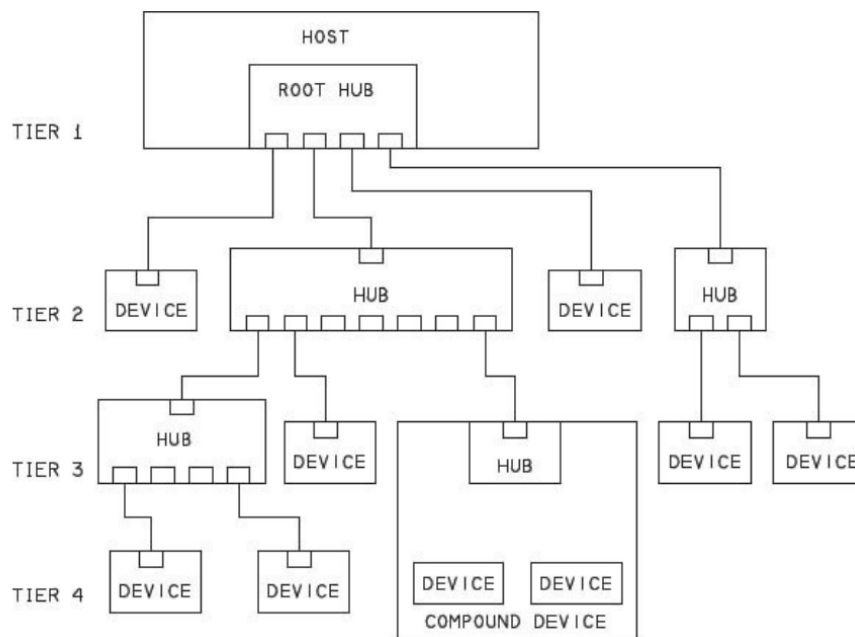 HOST
ROOT HUB
TIER 1
DEVICE
HUB
DEVICE
HUB
TIER 2
HUB
DEVICE
HUB
DEVICE
DEVICE
TIER 3
DEVICE
DEVICE
DEVICE
DEVICE
TIER 4
COMPOUND DEVICE